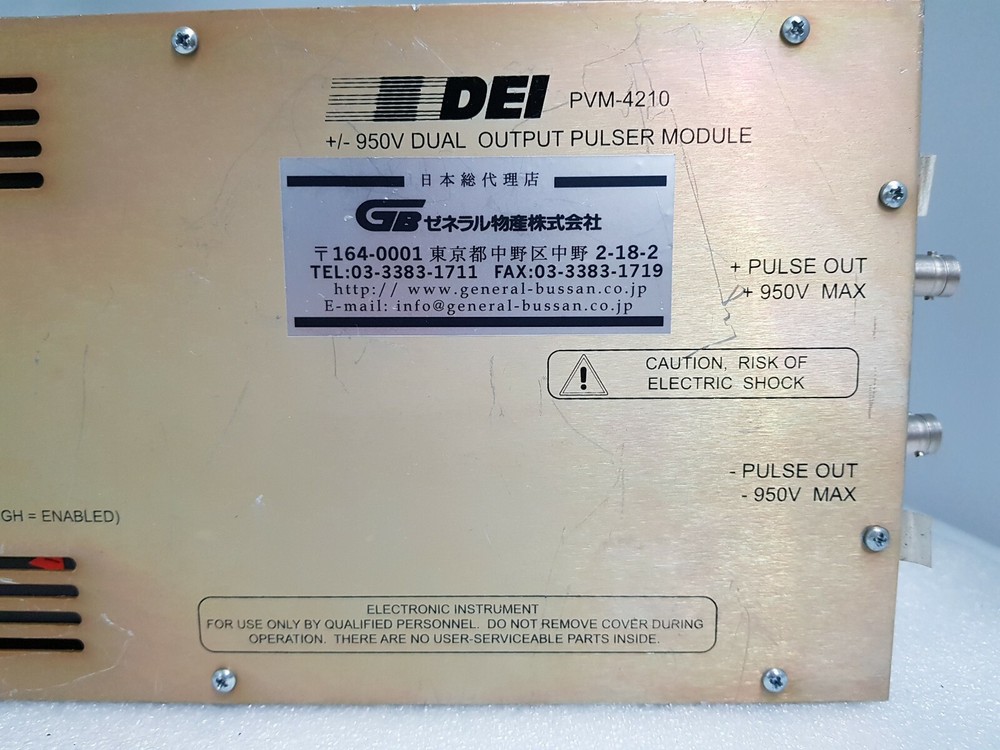 DEI PVM-4210
+/- 950V DUAL OUTPUT PULSER MODULE
日本総代理店
GB ゼネラル物産株式会社
〒164-0001 東京都中野区中野 2-18-2
TEL:03-3383-1711 FAX:03-3383-1719
http:// www.general-bussan.co.jp
E-mail: info@general-bussan.co.jp
+ PULSE OUT
+ 950V MAX
CAUTION, RISK OF
ELECTRIC SHOCK
- PULSE OUT
- 950V MAX
GH = ENABLED)
ELECTRONIC INSTRUMENT
FOR USE ONLY BY QUALIFIED PERSONNEL. DO NOT REMOVE COVER DURING
OPERATION. THERE ARE NO USER-SERVICEABLE PARTS INSIDE.